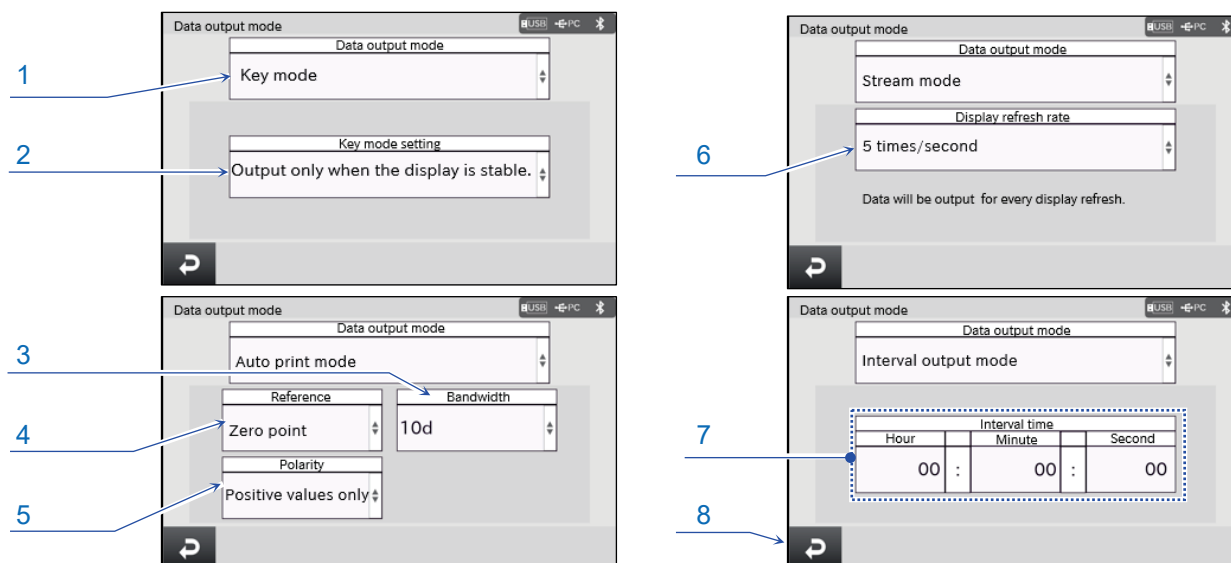 Data output mode
USB PC
Data output mode
1
Key mode
2
Key mode setting
Output only when the display is stable.
Data output mode
USB PC
Data output mode
3
Auto print mode
Reference
Bandwidth
4
Zero point
10d
Polarity
5
Positive values only
Data output mode
USB PC
Data output mode
Stream mode
Display refresh rate
6
5 times/second
Data will be output for every display refresh.
Data output mode
USB PC
Data output mode
Interval output mode
7
Interval time
Hour Minute Second
00 : 00 : 00
8